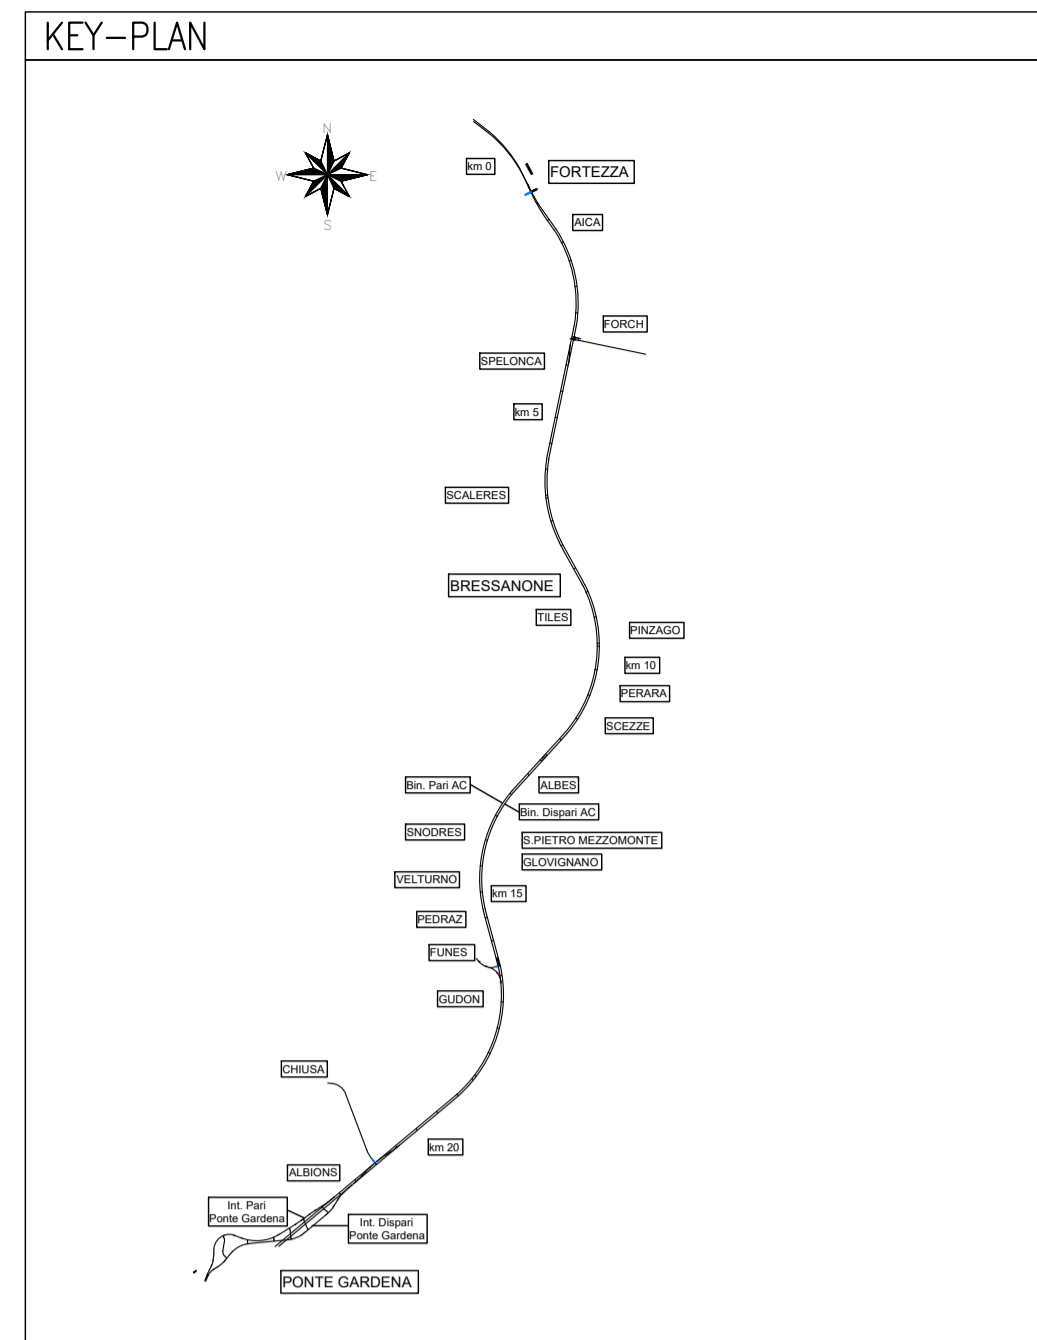 KEY-PLAN
N
W
E
S
km 0
FORTEZZA
AICA
FORCH
SPELONCA
km 5
SCALERES
BRESSANONE
TILES
PINZAGO
km 10
PERARA
SCEZZE
Bin. Pari AC
ALBES
Bin. Dispari AC
SNODRES
S.PIETRO MEZZOMONTE
GLOVIGNANO
VELTURNO
km 15
PEDRAZ
FUNES
GUDON
CHIUSA
km 20
ALBIONS
Int. Pari
Ponte Gardena
Int. Dispari
Ponte Gardena
PONTE GARDENA